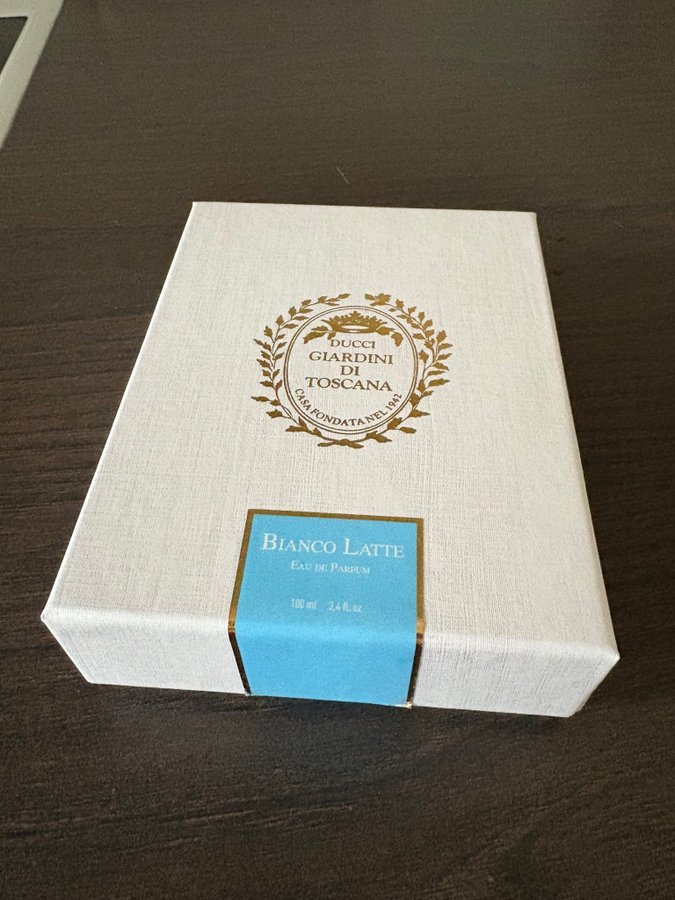 DUCCI
GIARDINI
DI
TOSCANA
CASA FONDATA NEL 1942
BIANCO LATTE
EAU DE PARFUM
100 ml 3,4 fl. oz